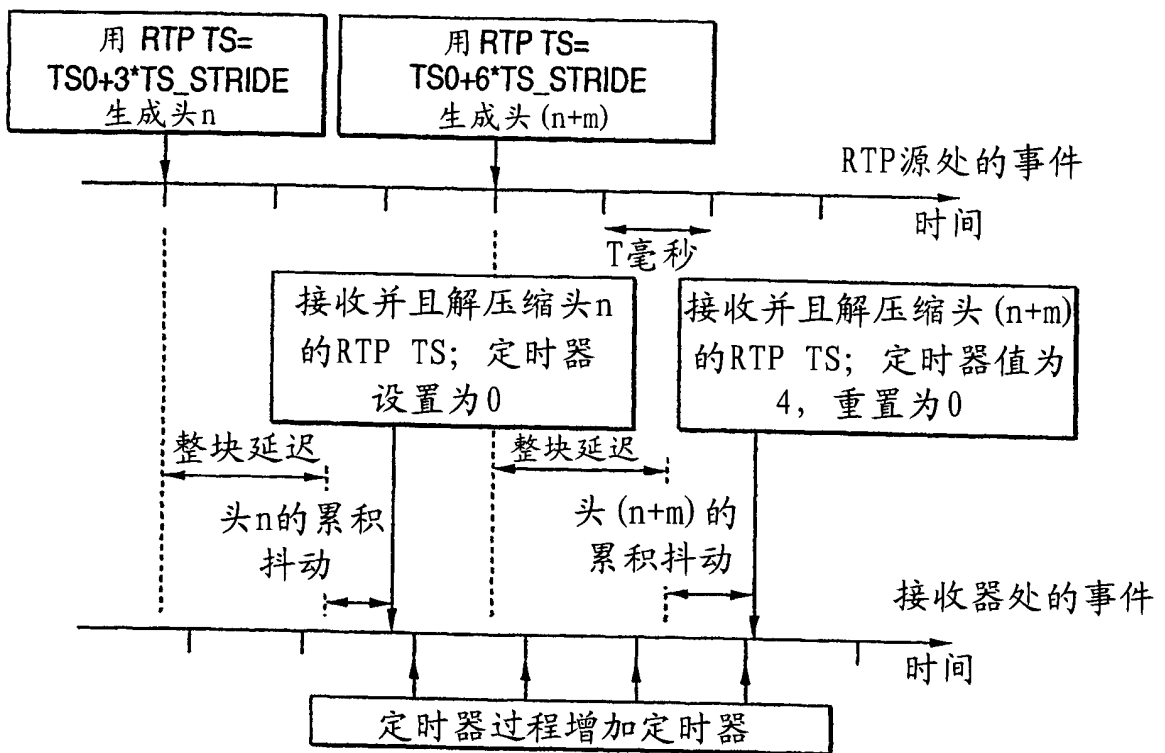 用 RTP TS=
TS0+3*TS_STRIDE
生成头n
用 RTP TS=
TS0+6*TS_STRIDE
生成头(n+m)
RTP源处的事件
时间
T毫秒
接收并且解压缩头n
的RTP TS；定时器
设置为0
接收并且解压缩头(n+m)
的RTP TS；定时器值为
4，重置为0
整块延迟
整块延迟
头n的累积
抖动
头(n+m)的
累积抖动
接收器处的事件
时间
定时器过程增加定时器